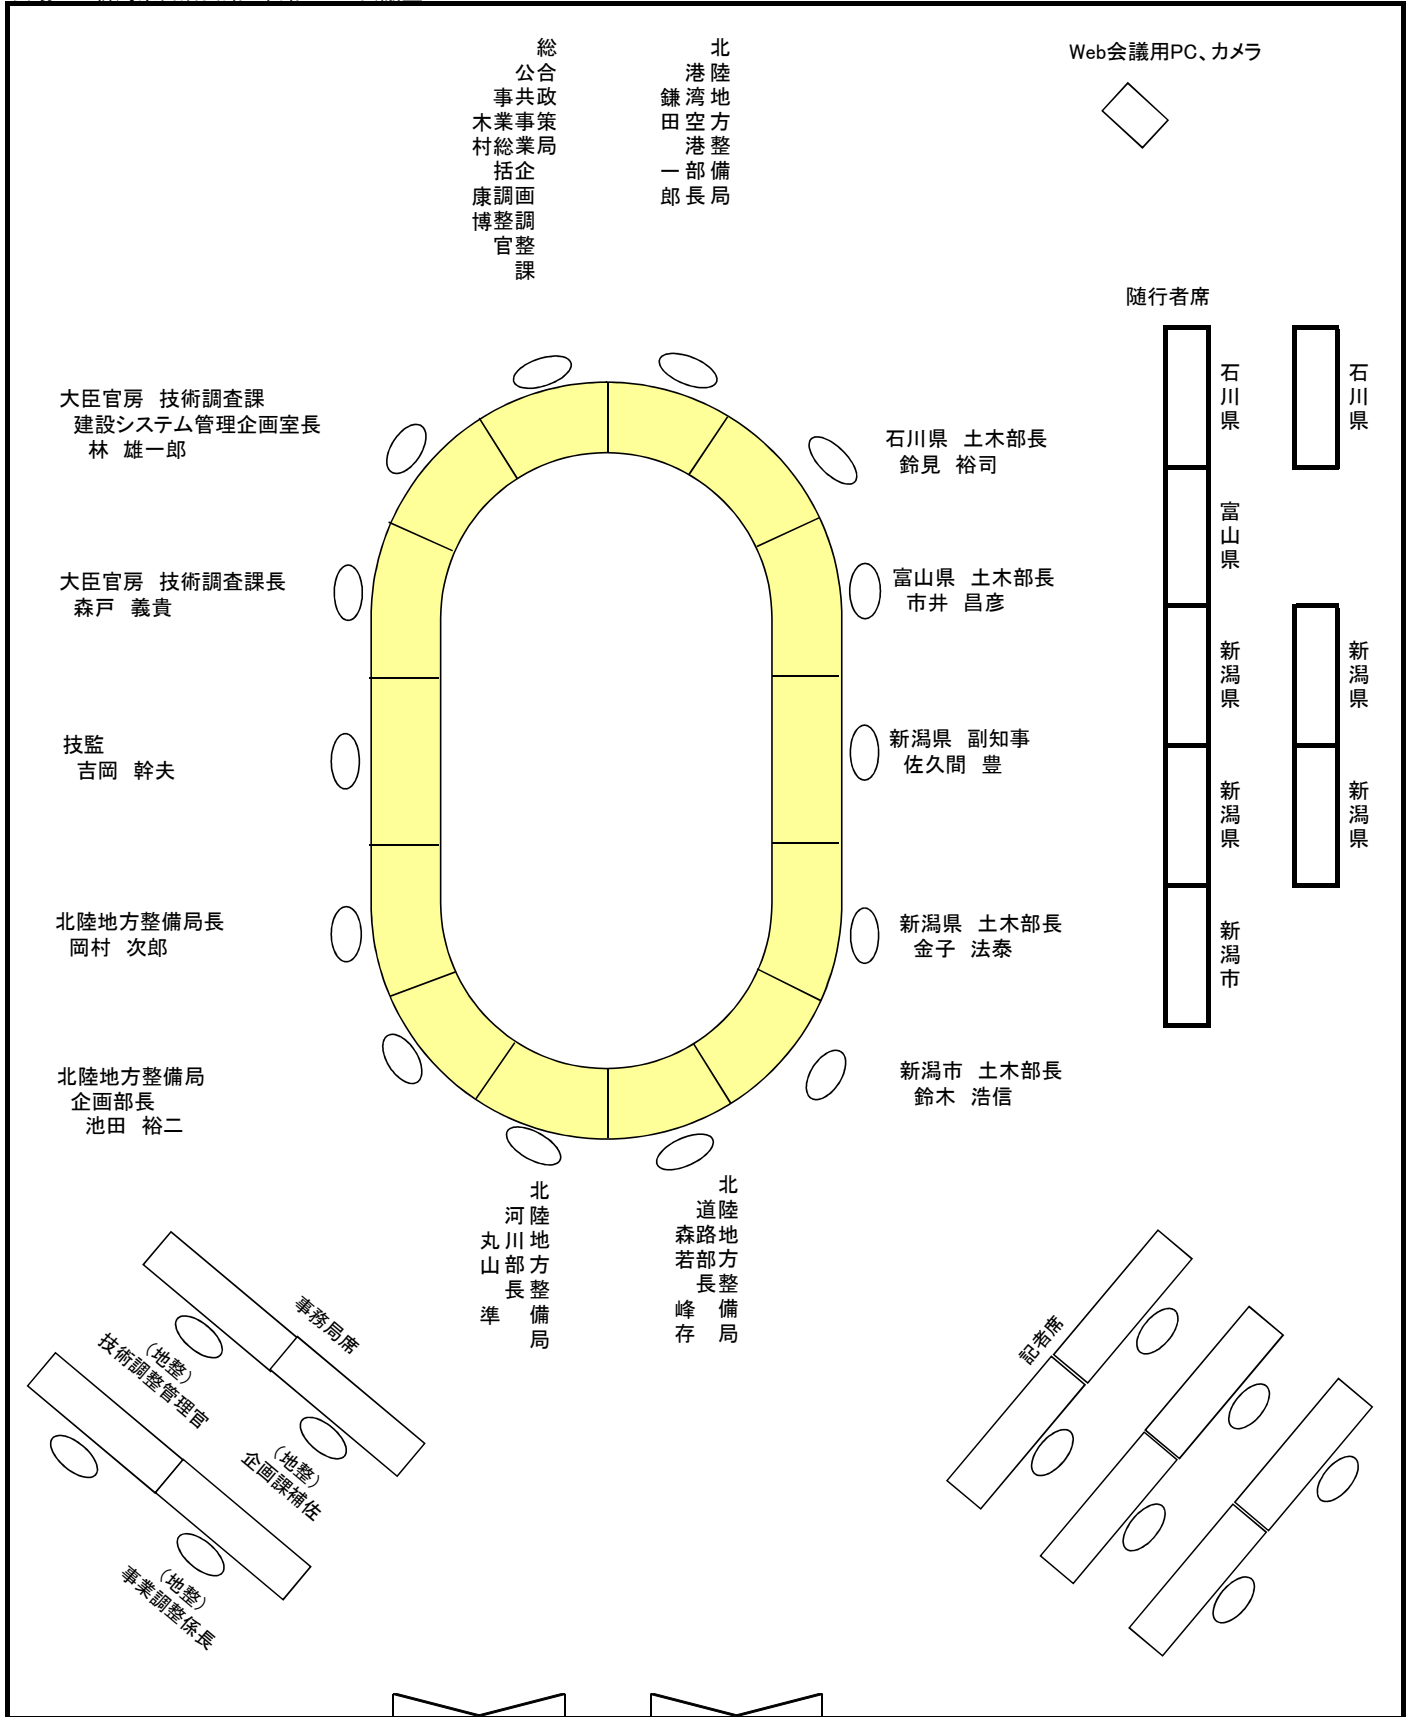 Web会議用PC、カメラ
総合政策局
公共事業企画調整課
事業総括調整官
木村 康博
北陸地方整備局
港湾空港部長
鎌田 一郎
随行者席
石川県
石川県
富山県
新潟県
新潟県
新潟県
新潟県
新潟市
大臣官房 技術調査課
建設システム管理企画室長
林 雄一郎
石川県 土木部長
鈴見 裕司
大臣官房 技術調査課長
森戸 義貴
富山県 土木部長
市井 昌彦
技監
吉岡 幹夫
新潟県 副知事
佐久間 豊
北陸地方整備局長
岡村 次郎
新潟県 土木部長
金子 法泰
北陸地方整備局
企画部長
池田 裕二
新潟市 土木部長
鈴木 浩信
北陸地方整備局
河川部長
丸山 準
北陸地方整備局
道路部長
森若 峰存
事務局席
（地整）
技術調整管理官
（地整）
企画課補佐
（地整）
事業調整係長
記者席